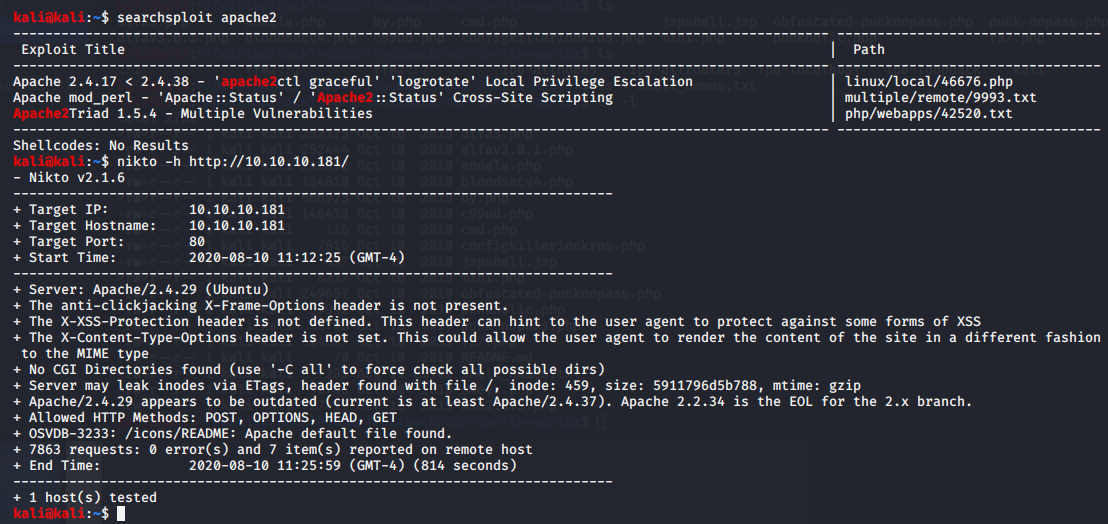 kali@kali:~$ searchsploit apache2
---------------------------------------------------------------------------------------------------- ---------------------------------
 Exploit Title                                                                                      |  Path
---------------------------------------------------------------------------------------------------- ---------------------------------
Apache 2.4.17 < 2.4.38 - 'apache2ctl graceful' 'logrotate' Local Privilege Escalation               | linux/local/46676.php
Apache mod_perl - 'Apache::Status' / 'Apache2::Status' Cross-Site Scripting                         | multiple/remote/9993.txt
Apache2Triad 1.5.4 - Multiple Vulnerabilities                                                       | php/webapps/42520.txt
---------------------------------------------------------------------------------------------------- ---------------------------------
Shellcodes: No Results
kali@kali:~$ nikto -h http://10.10.10.181/
- Nikto v2.1.6
---------------------------------------------------------------------------
+ Target IP:          10.10.10.181
+ Target Hostname:    10.10.10.181
+ Target Port:        80
+ Start Time:         2020-08-10 11:12:25 (GMT-4)
---------------------------------------------------------------------------
+ Server: Apache/2.4.29 (Ubuntu)
+ The anti-clickjacking X-Frame-Options header is not present.
+ The X-XSS-Protection header is not defined. This header can hint to the user agent to protect against some forms of XSS
+ The X-Content-Type-Options header is not set. This could allow the user agent to render the content of the site in a different fashion
to the MIME type
+ No CGI Directories found (use '-C all' to force check all possible dirs)
+ Server may leak inodes via ETags, header found with file /, inode: 459, size: 5911796d5b788, mtime: gzip
+ Apache/2.4.29 appears to be outdated (current is at least Apache/2.4.37). Apache 2.2.34 is the EOL for the 2.x branch.
+ Allowed HTTP Methods: POST, OPTIONS, HEAD, GET
+ OSVDB-3233: /icons/README: Apache default file found.
+ 7863 requests: 0 error(s) and 7 item(s) reported on remote host
+ End Time:           2020-08-10 11:25:59 (GMT-4) (814 seconds)
---------------------------------------------------------------------------
+ 1 host(s) tested
kali@kali:~$